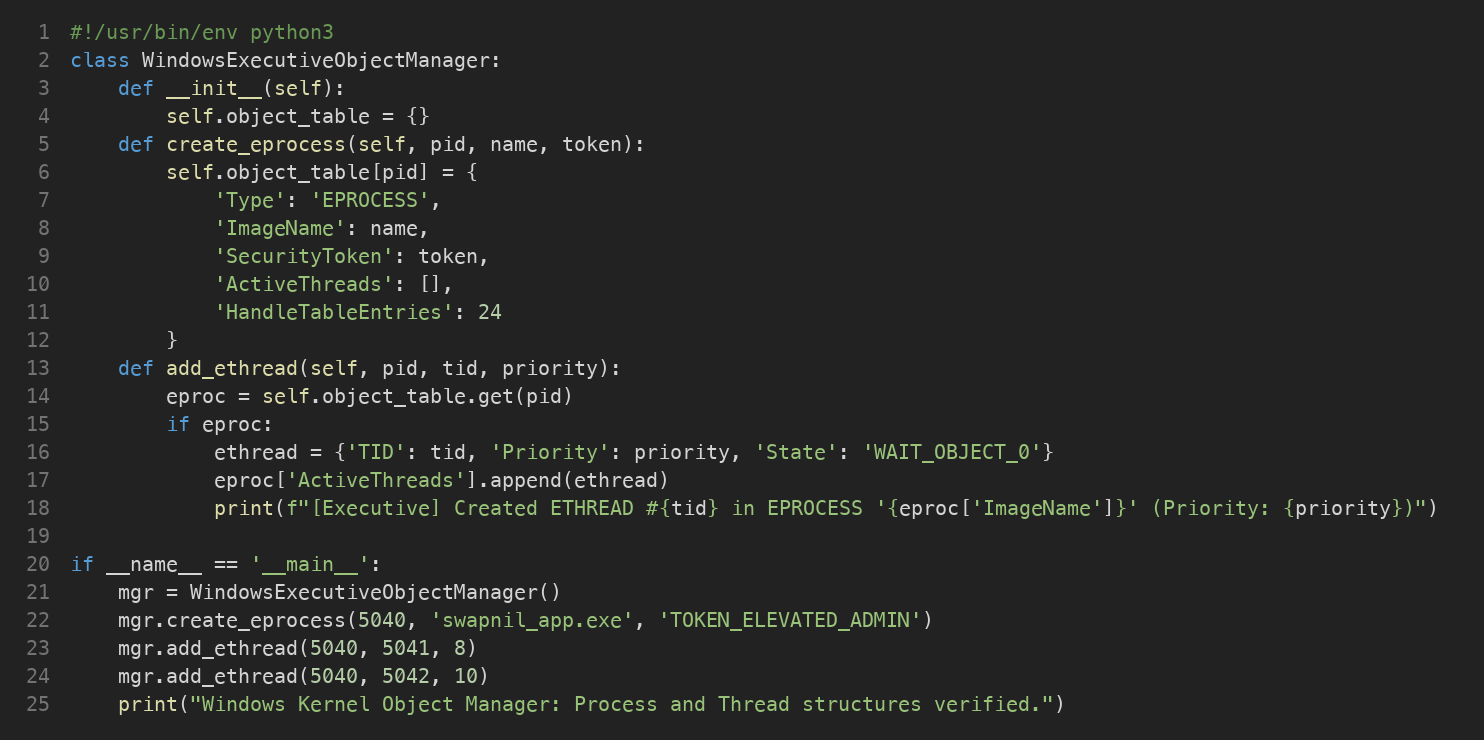 1 #!/usr/bin/env python3
2 class WindowsExecutiveObjectManager:
3     def __init__(self):
4         self.object_table = {}
5     def create_eprocess(self, pid, name, token):
6         self.object_table[pid] = {
7             'Type': 'EPROCESS',
8             'ImageName': name,
9             'SecurityToken': token,
10             'ActiveThreads': [],
11             'HandleTableEntries': 24
12         }
13     def add_ethread(self, pid, tid, priority):
14         eproc = self.object_table.get(pid)
15         if eproc:
16             ethread = {'TID': tid, 'Priority': priority, 'State': 'WAIT_OBJECT_0'}
17             eproc['ActiveThreads'].append(ethread)
18             print(f"[Executive] Created ETHREAD #{tid} in EPROCESS '{eproc['ImageName']}' (Priority: {priority})")
19
20 if __name__ == '__main__':
21     mgr = WindowsExecutiveObjectManager()
22     mgr.create_eprocess(5040, 'swapnil_app.exe', 'TOKEN_ELEVATED_ADMIN')
23     mgr.add_ethread(5040, 5041, 8)
24     mgr.add_ethread(5040, 5042, 10)
25     print("Windows Kernel Object Manager: Process and Thread structures verified.")